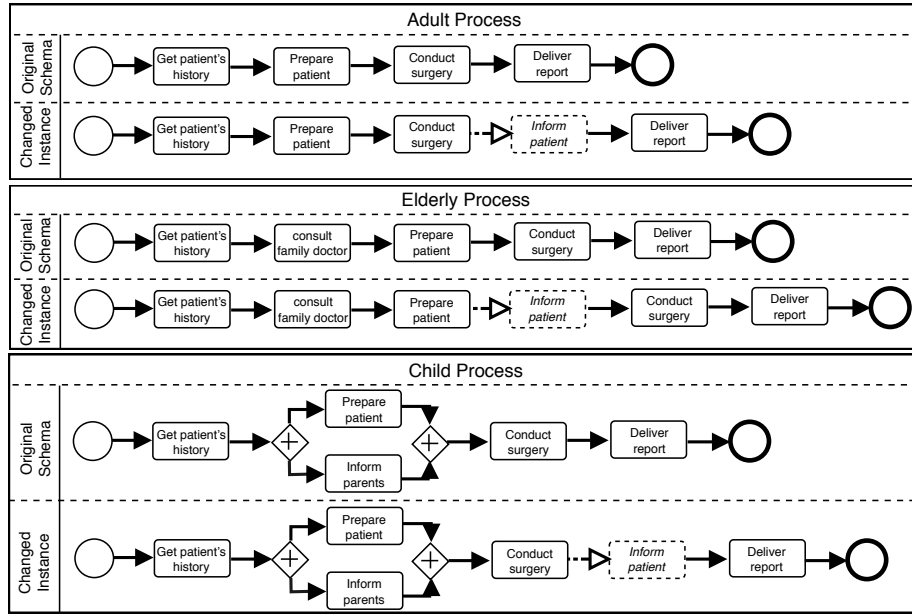 Adult Process
Original
Schema
Get patient's
history
Prepare
patient
Conduct
surgery
Deliver
report
Changed
Instance
Get patient's
history
Prepare
patient
Conduct
surgery
Inform
patient
Deliver
report
Elderly Process
Original
Schema
Get patient's
history
consult
family doctor
Prepare
patient
Conduct
surgery
Deliver
report
Changed
Instance
Get patient's
history
consult
family doctor
Prepare
patient
Inform
patient
Conduct
surgery
Deliver
report
Child Process
Original
Schema
Get patient's
history
Prepare
patient
Inform
parents
Conduct
surgery
Deliver
report
Changed
Instance
Get patient's
history
Prepare
patient
Inform
parents
Conduct
surgery
Inform
patient
Deliver
report